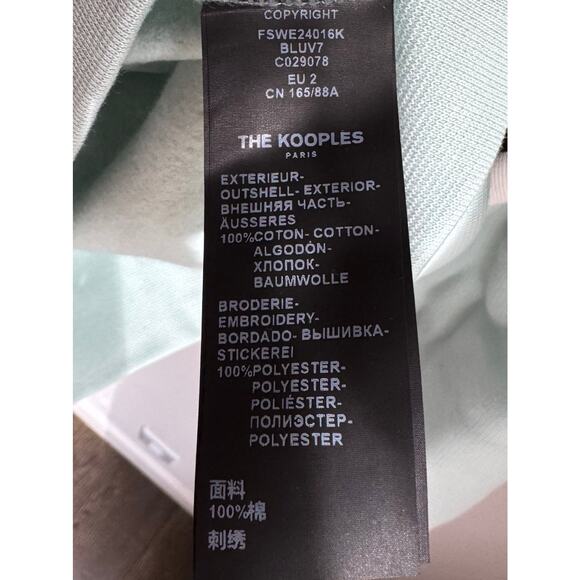 COPYRIGHT
FSWE24016K
BLUV7
C029078
EU 2
CN 165/88A
THE KOOPLES
PARIS
EXTERIEUR-
OUTSHELL- EXTERIOR-
ВНЕШНЯЯ ЧАСТЬ-
ÄUSSERES
100%COTON- COTTON-
ALGODÓN-
ХЛОПОК-
BAUMWOLLE
BRODERIE-
EMBROIDERY-
BORDADO- ВЫШИВКА-
STICKEREI
100%POLYESTER-
POLYESTER-
POLIÉSTER-
ПОЛИЭСТЕР-
POLYESTER
面料
100%棉
刺绣